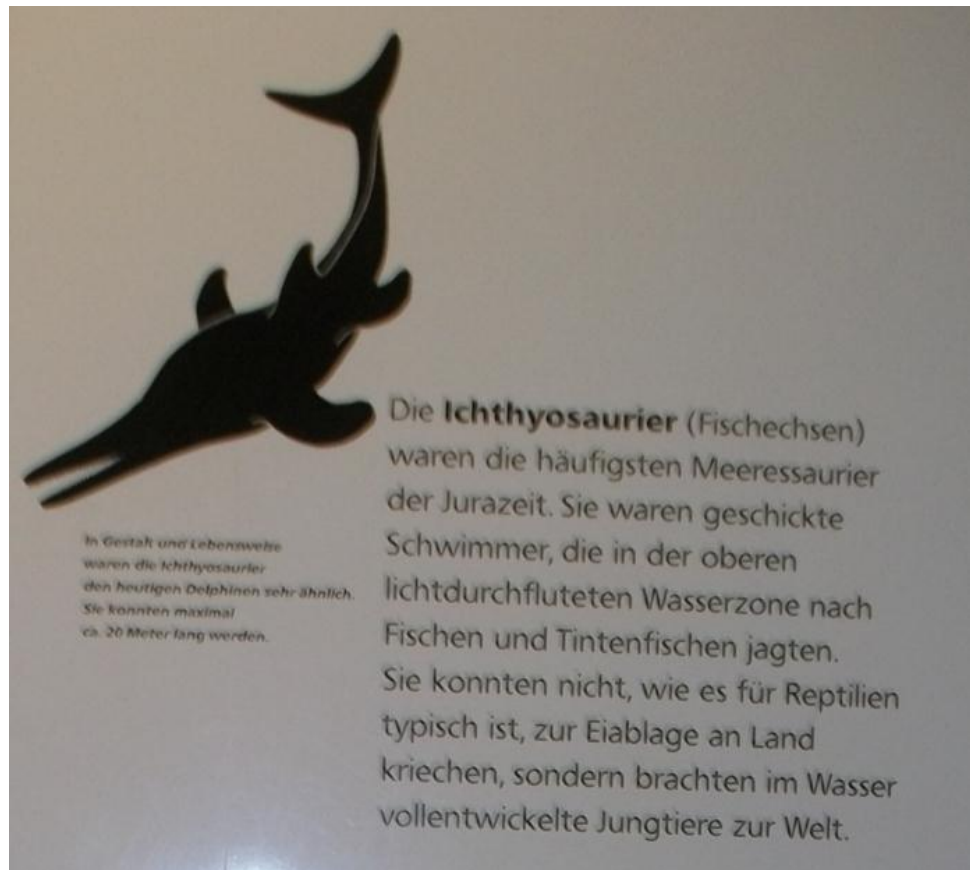 Die Ichthyosaurier (Fischechsen)
waren die häufigsten Meeressaurier
der Jurazeit. Sie waren geschickte
Schwimmer, die in der oberen
lichtdurchfluteten Wasserzone nach
Fischen und Tintenfischen jagten.
Sie konnten nicht, wie es für Reptilien
typisch ist, zur Eiablage an Land
kriechen, sondern brachten im Wasser
vollentwickelte Jungtiere zur Welt.
In Gestalt und Lebensweise
waren die Ichthyosaurier
den heutigen Delphinen sehr ähnlich.
Sie konnten maximal
ca. 20 Meter lang werden.